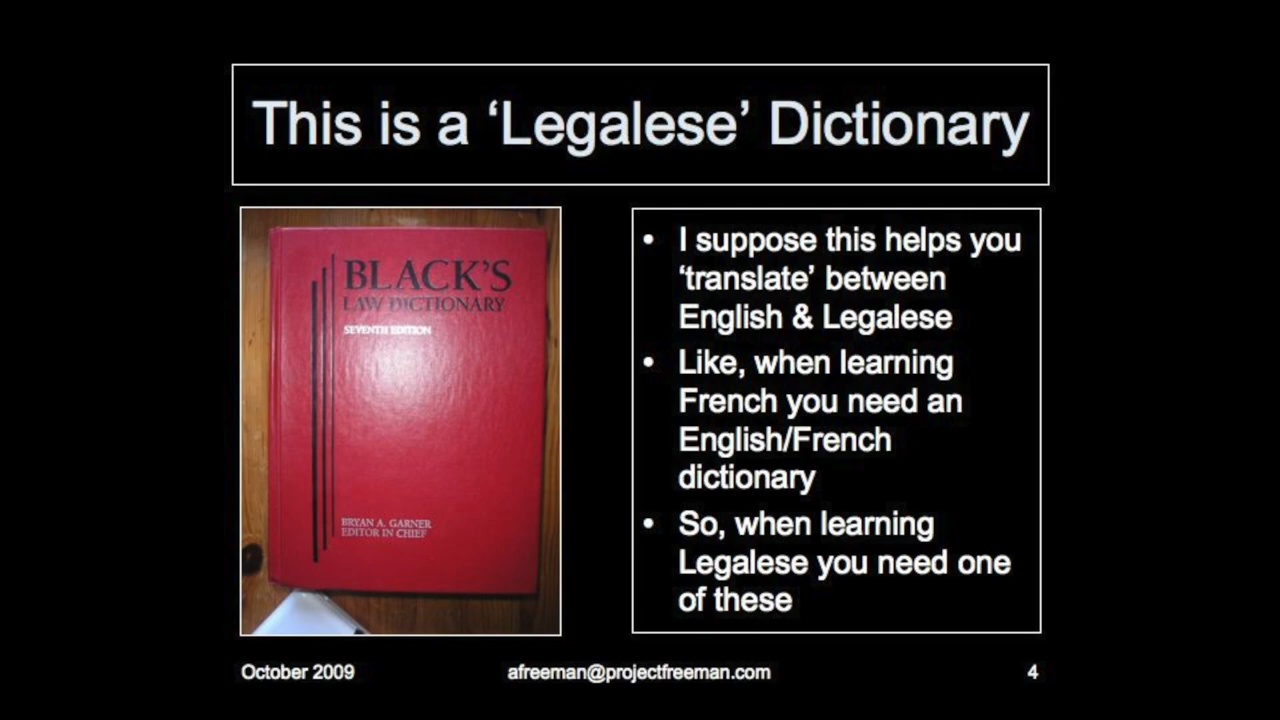 This is a ‘Legalese’ Dictionary
BLACK'S
LAW DICTIONARY
SEVENTH EDITION
BRYAN A. GARNER
EDITOR IN CHIEF
• I suppose this helps you
‘translate’ between
English & Legalese
• Like, when learning
French you need an
English/French
dictionary
• So, when learning
Legalese you need one
of these
October 2009
afreeman@projectfreeman.com
4